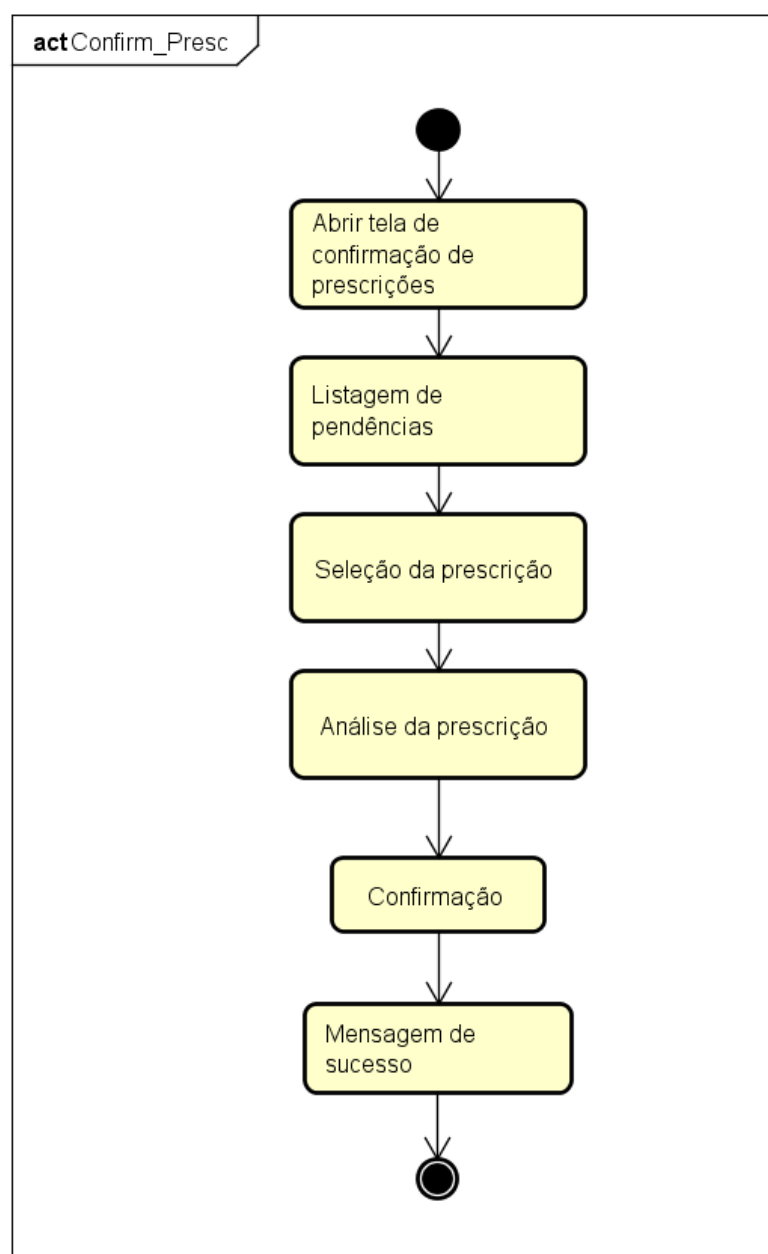 act Confirm_Presc
Abrir tela de
confirmação de
prescrições
Listagem de
pendências
Seleção da prescrição
Análise da prescrição
Confirmação
Mensagem de
sucesso